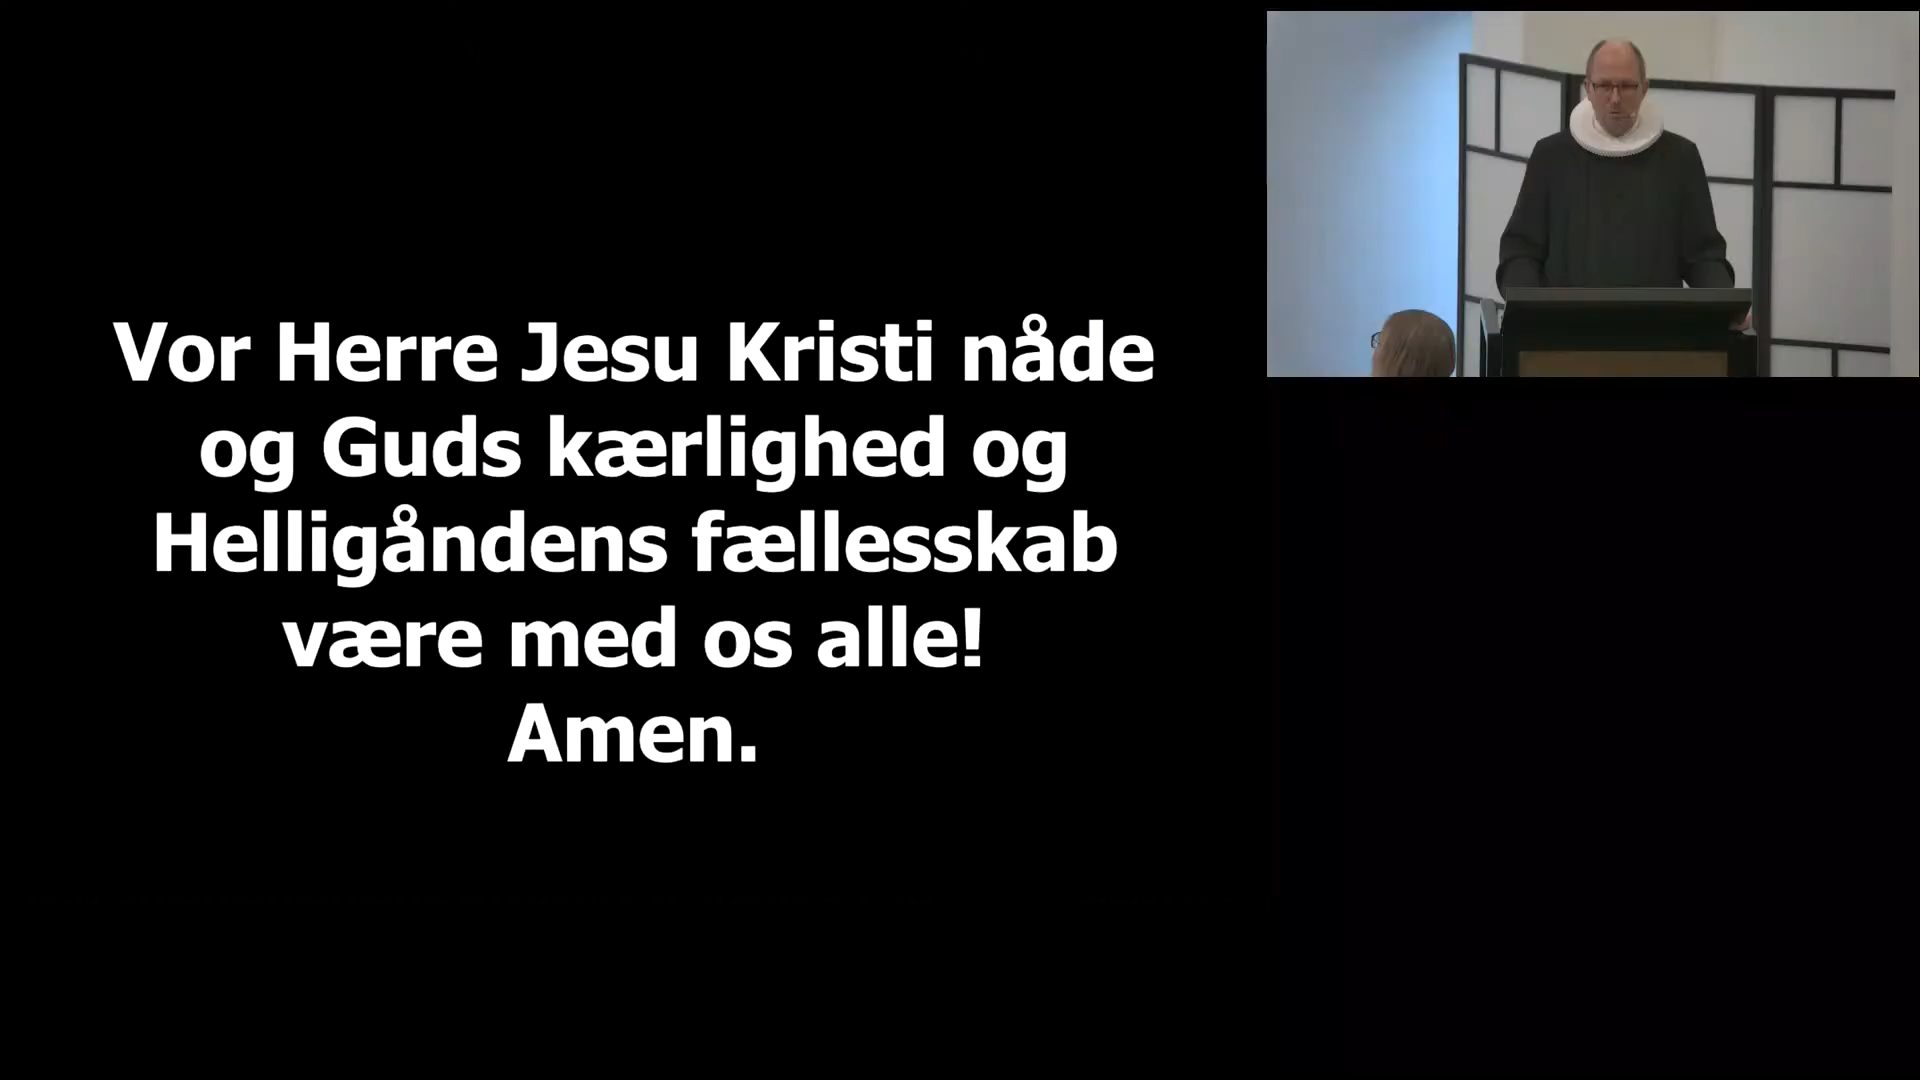 Vor Herre Jesu Kristi nåde
og Guds kærlighed og
Helligåndens fællesskab
være med os alle!
Amen.